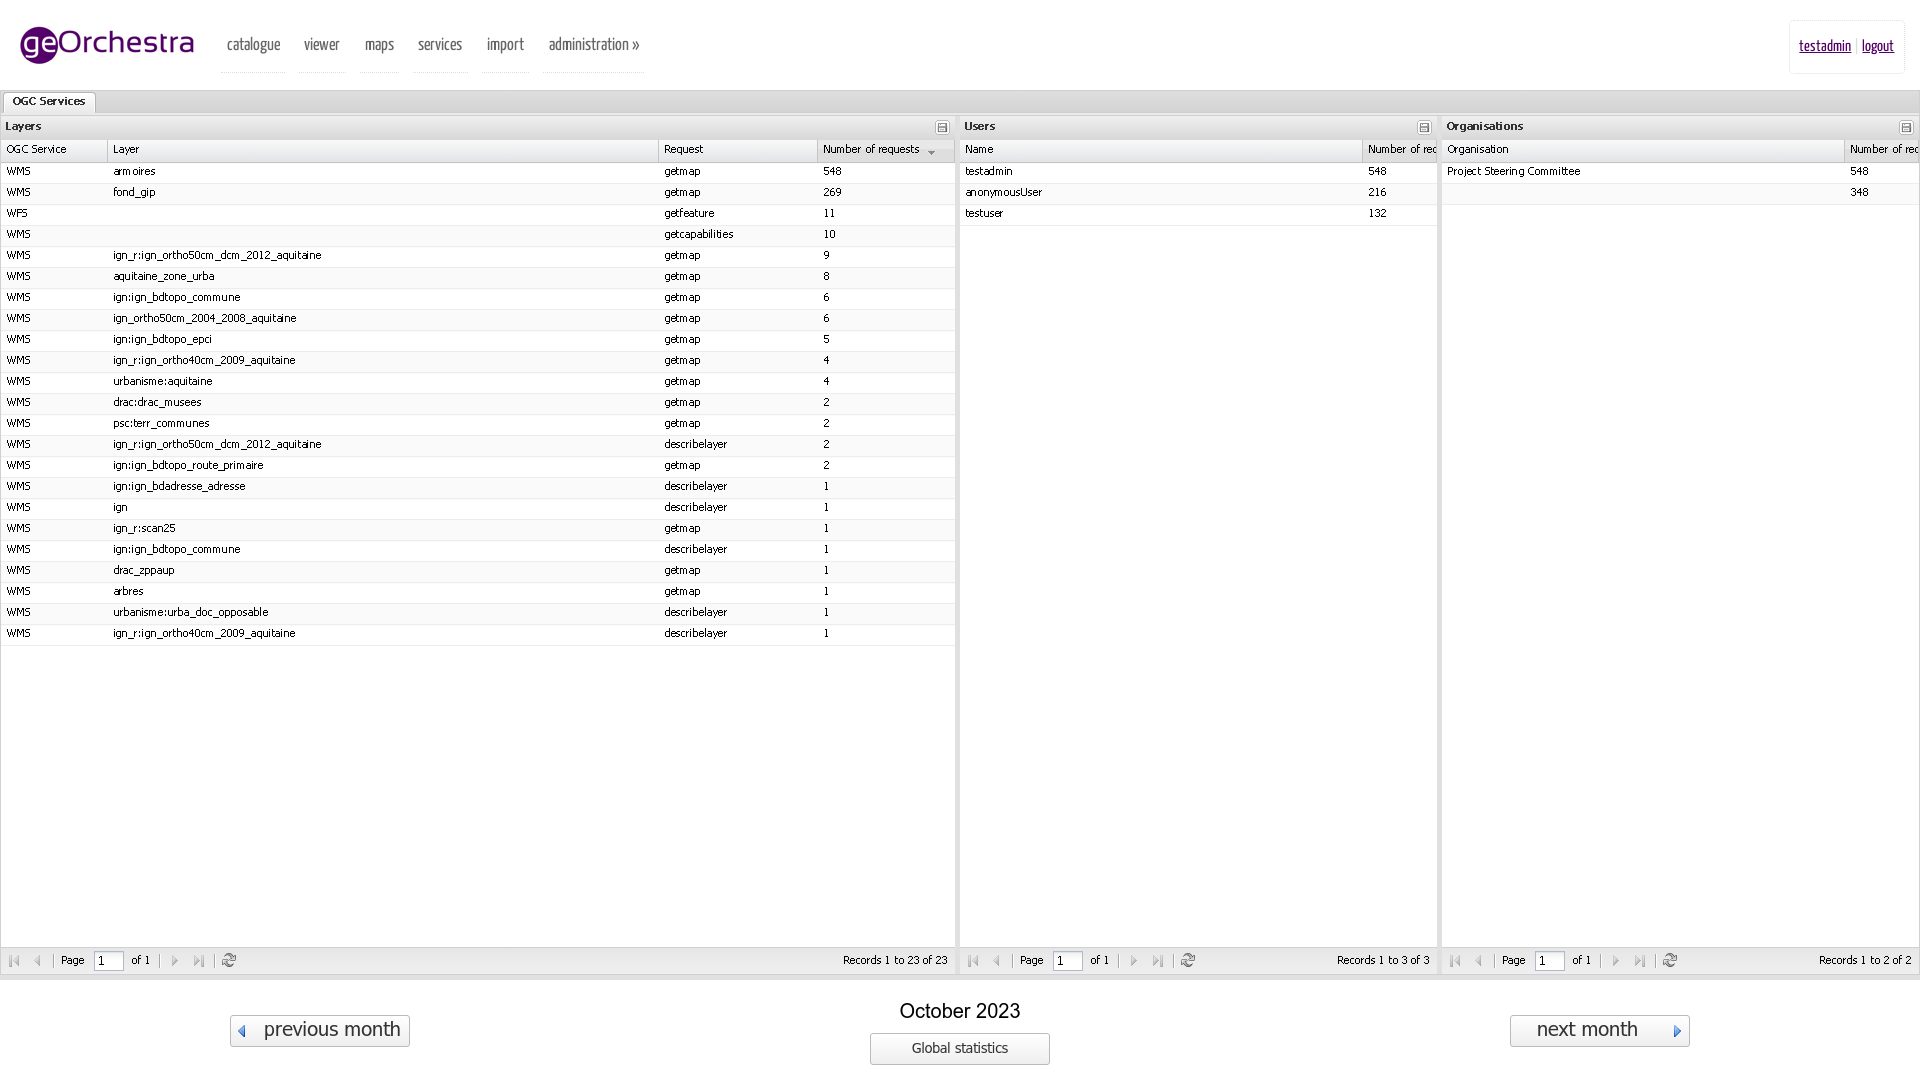 geOrchestra catalogue viewer maps services import administration » testadmin logout
OGC Services
Layers
OGC Service Layer Request Number of requests
WMS armoires getmap 548
WMS fond_gip getmap 269
WFS getfeature 11
WMS getcapabilities 10
WMS ign_r:ign_ortho50cm_dcm_2012_aquitaine getmap 9
WMS aquitaine_zone_urba getmap 8
WMS ign:ign_bdtopo_commune getmap 6
WMS ign_ortho50cm_2004_2008_aquitaine getmap 6
WMS ign:ign_bdtopo_epci getmap 5
WMS ign_r:ign_ortho40cm_2009_aquitaine getmap 4
WMS urbanisme:aquitaine getmap 4
WMS drac:drac_musees getmap 2
WMS psc:terr_communes getmap 2
WMS ign_r:ign_ortho50cm_dcm_2012_aquitaine describelayer 2
WMS ign:ign_bdtopo_route_primaire getmap 2
WMS ign:ign_bdadresse_adresse describelayer 1
WMS ign describelayer 1
WMS ign_r:scan25 getmap 1
WMS ign:ign_bdtopo_commune describelayer 1
WMS drac_zppaup getmap 1
WMS arbres getmap 1
WMS urbanisme:urba_doc_opposable describelayer 1
WMS ign_r:ign_ortho40cm_2009_aquitaine describelayer 1
Page 1 of 1 Records 1 to 23 of 23
Users
Name Number of rec
testadmin 548
anonymousUser 216
testuser 132
Page 1 of 1 Records 1 to 3 of 3
Organisations
Organisation Number of rec
Project Steering Committee 548
348
Page 1 of 1 Records 1 to 2 of 2
previous month
October 2023
Global statistics
next month